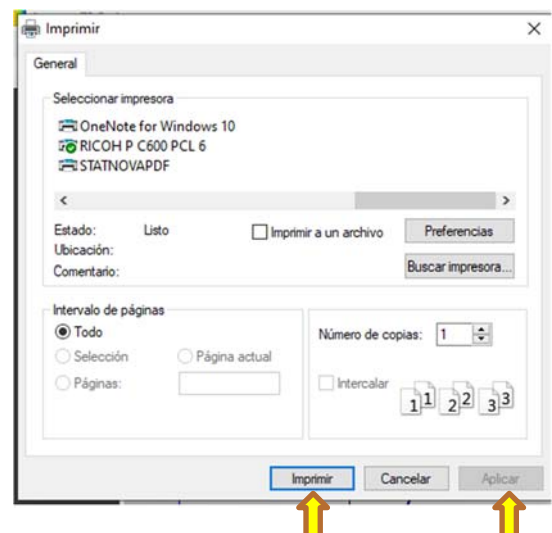 Imprimir
General
Seleccionar impresora
OneNote for Windows 10
RICOH P C600 PCL 6
STATNOVAPDF
Estado: Listo
Imprimir a un archivo
Preferencias
Ubicación:
Comentario:
Buscar impresora...
Intervalo de páginas
Todo
Selección
Página actual
Páginas:
Número de copias: 1
Intercalar
1 1 2 2 3 3
Imprimir
Cancelar
Aplicar